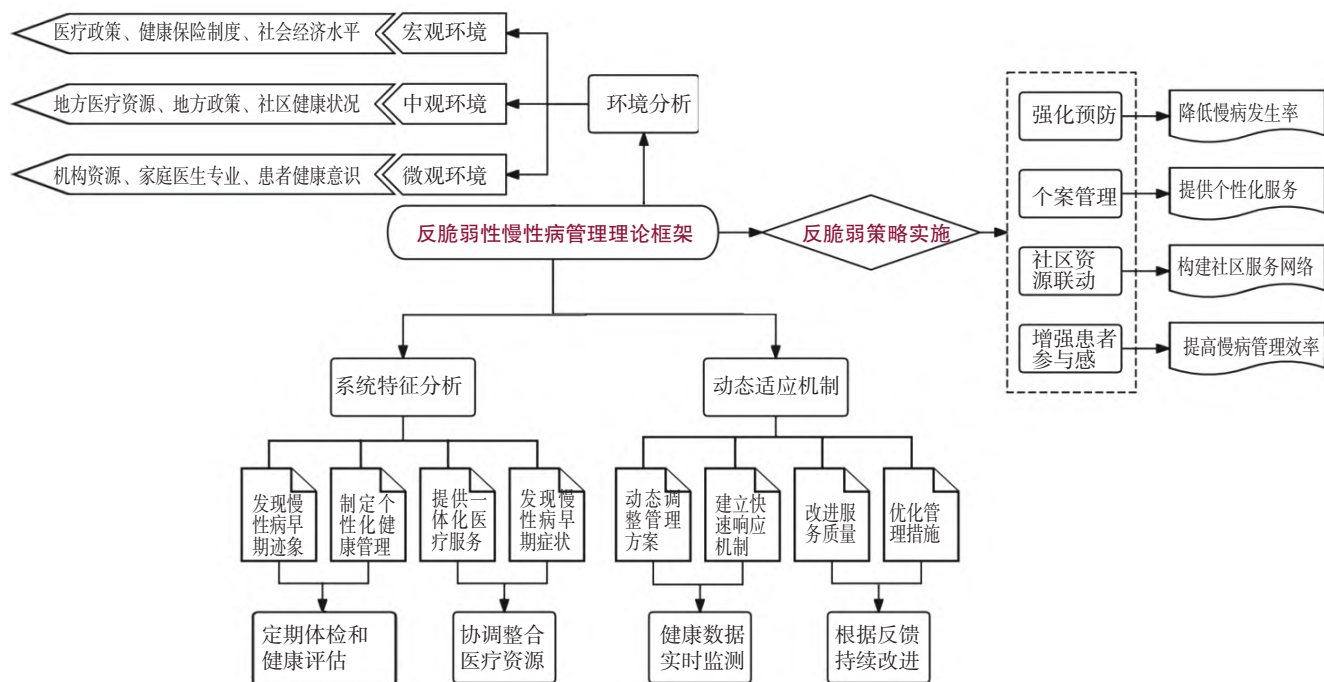 医疗政策、健康保险制度、社会经济水平
宏观环境
地方医疗资源、地方政策、社区健康状况
中观环境
机构资源、家庭医生专业、患者健康意识
微观环境
环境分析
反脆弱性慢性病管理理论框架
反脆弱策略实施
强化预防
降低慢病发生率
个案管理
提供个性化服务
社区资
源联动
构建社区服务网络
增强患者
参与感
提高慢病管理效率
系统特征分析
动态适应机制
发现慢
性病早
期迹象
制定个
性化健
康管理
提供一
体化医
疗服务
发现慢
性病早
期症状
动态调
整管理
方案
建立快
速响应
机制
改进服
务质量
优化管
理措施
定期体检和
健康评估
协调整合
医疗资源
健康数据
实时监测
根据反馈
持续改进